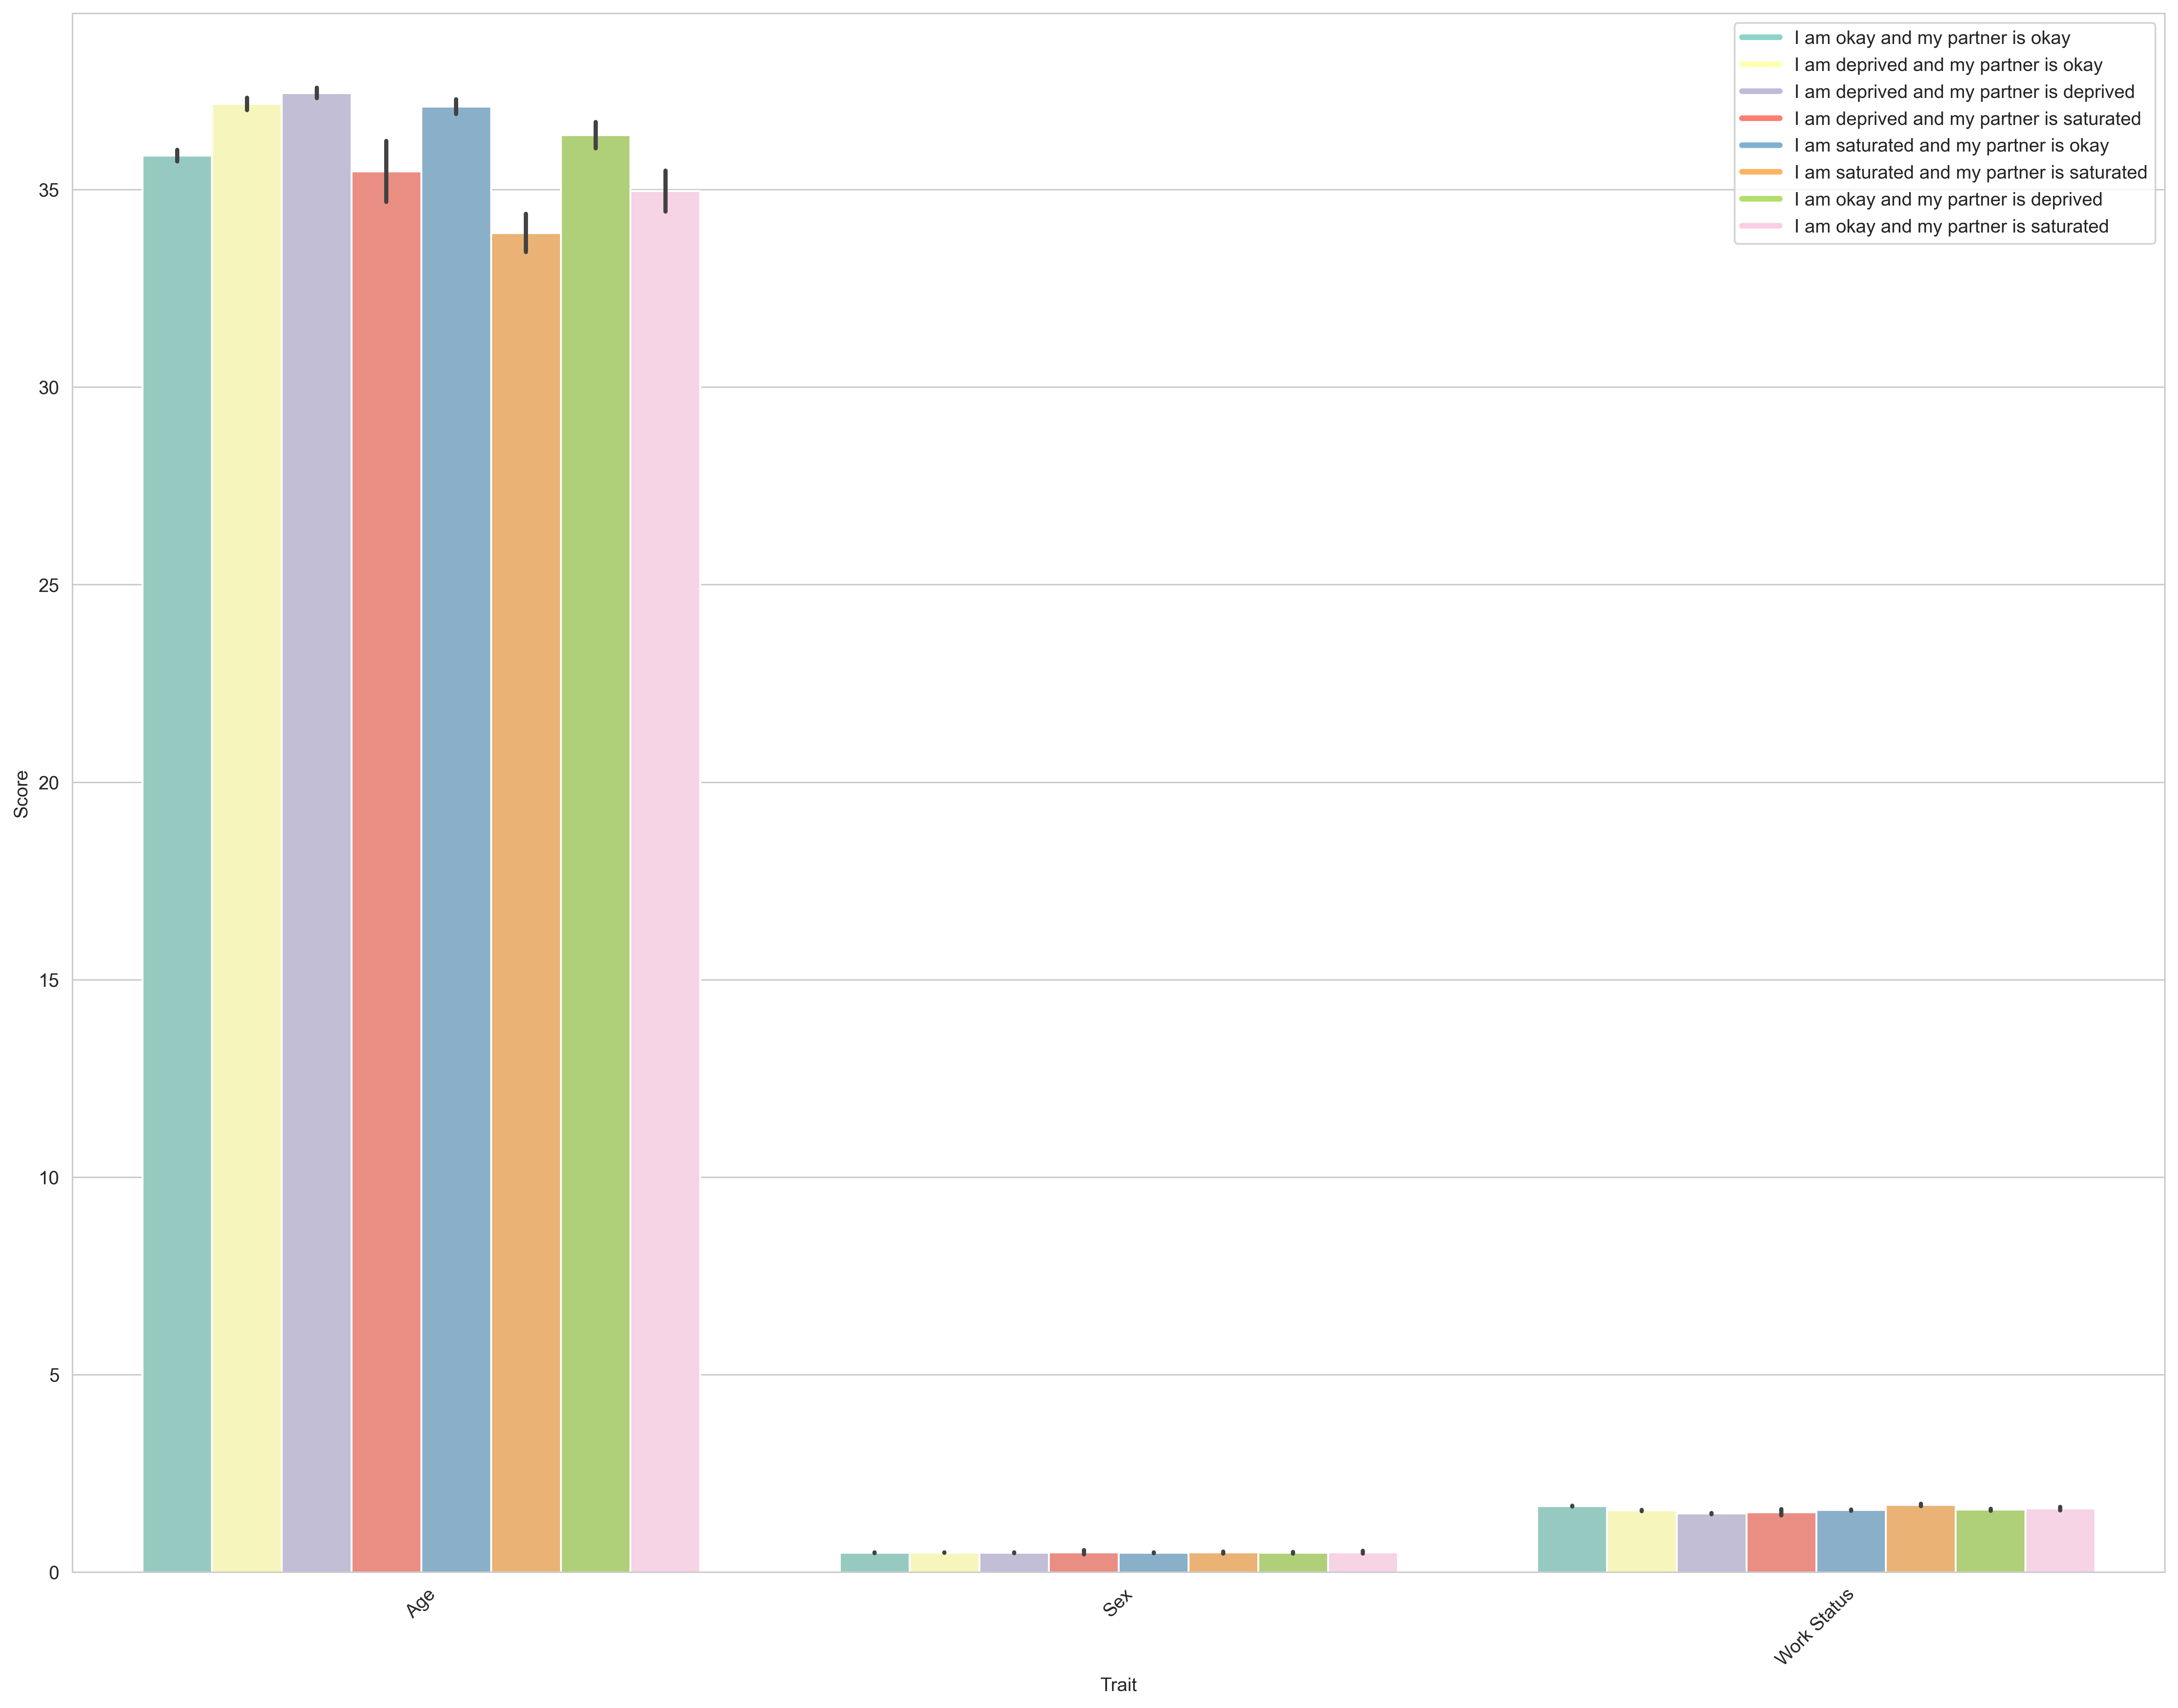 I am okay and my partner is okay
I am deprived and my partner is okay
I am deprived and my partner is deprived
I am deprived and my partner is saturated
I am saturated and my partner is okay
I am saturated and my partner is saturated
I am okay and my partner is deprived
I am okay and my partner is saturated
35
30
25
20
15
10
5
0
Score
Age
Sex
Work Status
Trait